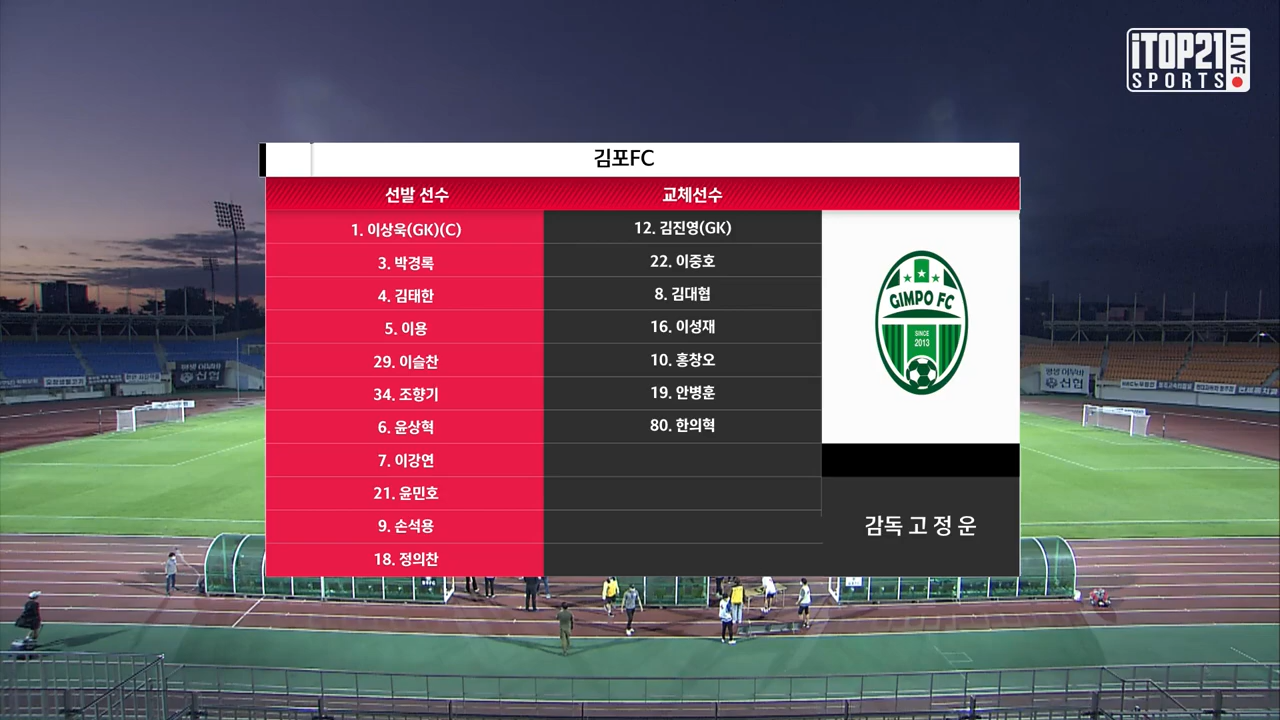 iTOP21
SPORTS
LIVE
김포FC
선발 선수
교체선수
1. 이상욱(GK)(C)
3. 박경록
4. 김태한
5. 이용
29. 이슬찬
34. 조향기
6. 윤상혁
7. 이강연
21. 윤민호
9. 손석용
18. 정의찬
12. 김진영(GK)
22. 이중호
8. 김대협
16. 이성재
10. 홍창오
19. 안병훈
80. 한의혁
GIMPO FC
SINCE
2013
감독 고 정 운